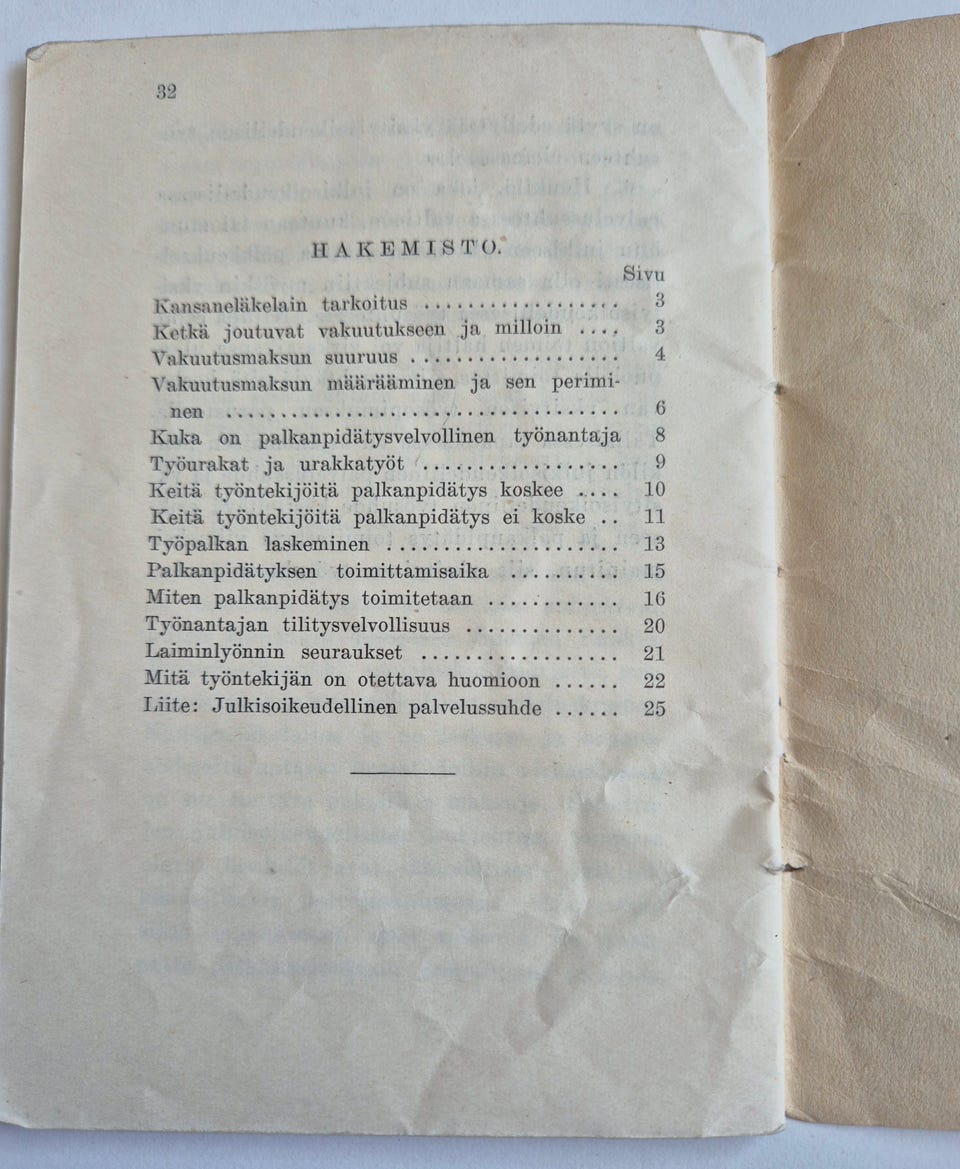 32
HAKEMISTO.
Sivu
Kansaneläkelain tarkoitus .................. 3
Ketkä joutuvat vakuutukseen ja milloin .... 3
Vakuutusmaksun suuruus ................... 4
Vakuutusmaksun määrääminen ja sen perimi-
nen .................................... 6
Kuka on palkanpidätysvelvollinen työnantaja 8
Työurakat ja urakkatyöt .................. 9
Keitä työntekijöitä palkanpidätys koskee .... 10
Keitä työntekijöitä palkanpidätys ei koske .. 11
Työpalkan laskeminen ..................... 13
Palkanpidätyksen toimittamisaika .......... 15
Miten palkanpidätys toimitetaan ............ 16
Työnantajan tilitysvelvollisuus .............. 20
Laiminlyönnin seuraukset .................. 21
Mitä työntekijän on otettava huomioon ...... 22
Liite: Julkisoikeudellinen palvelussuhde ...... 25